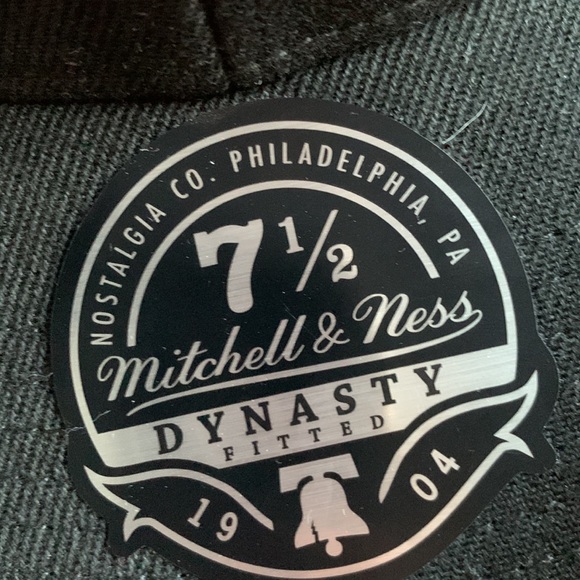 NOSTALGIA CO. PHILADELPHIA, PA
7 1/2
Mitchell & Ness
DYNASTY
FITTED
19 04